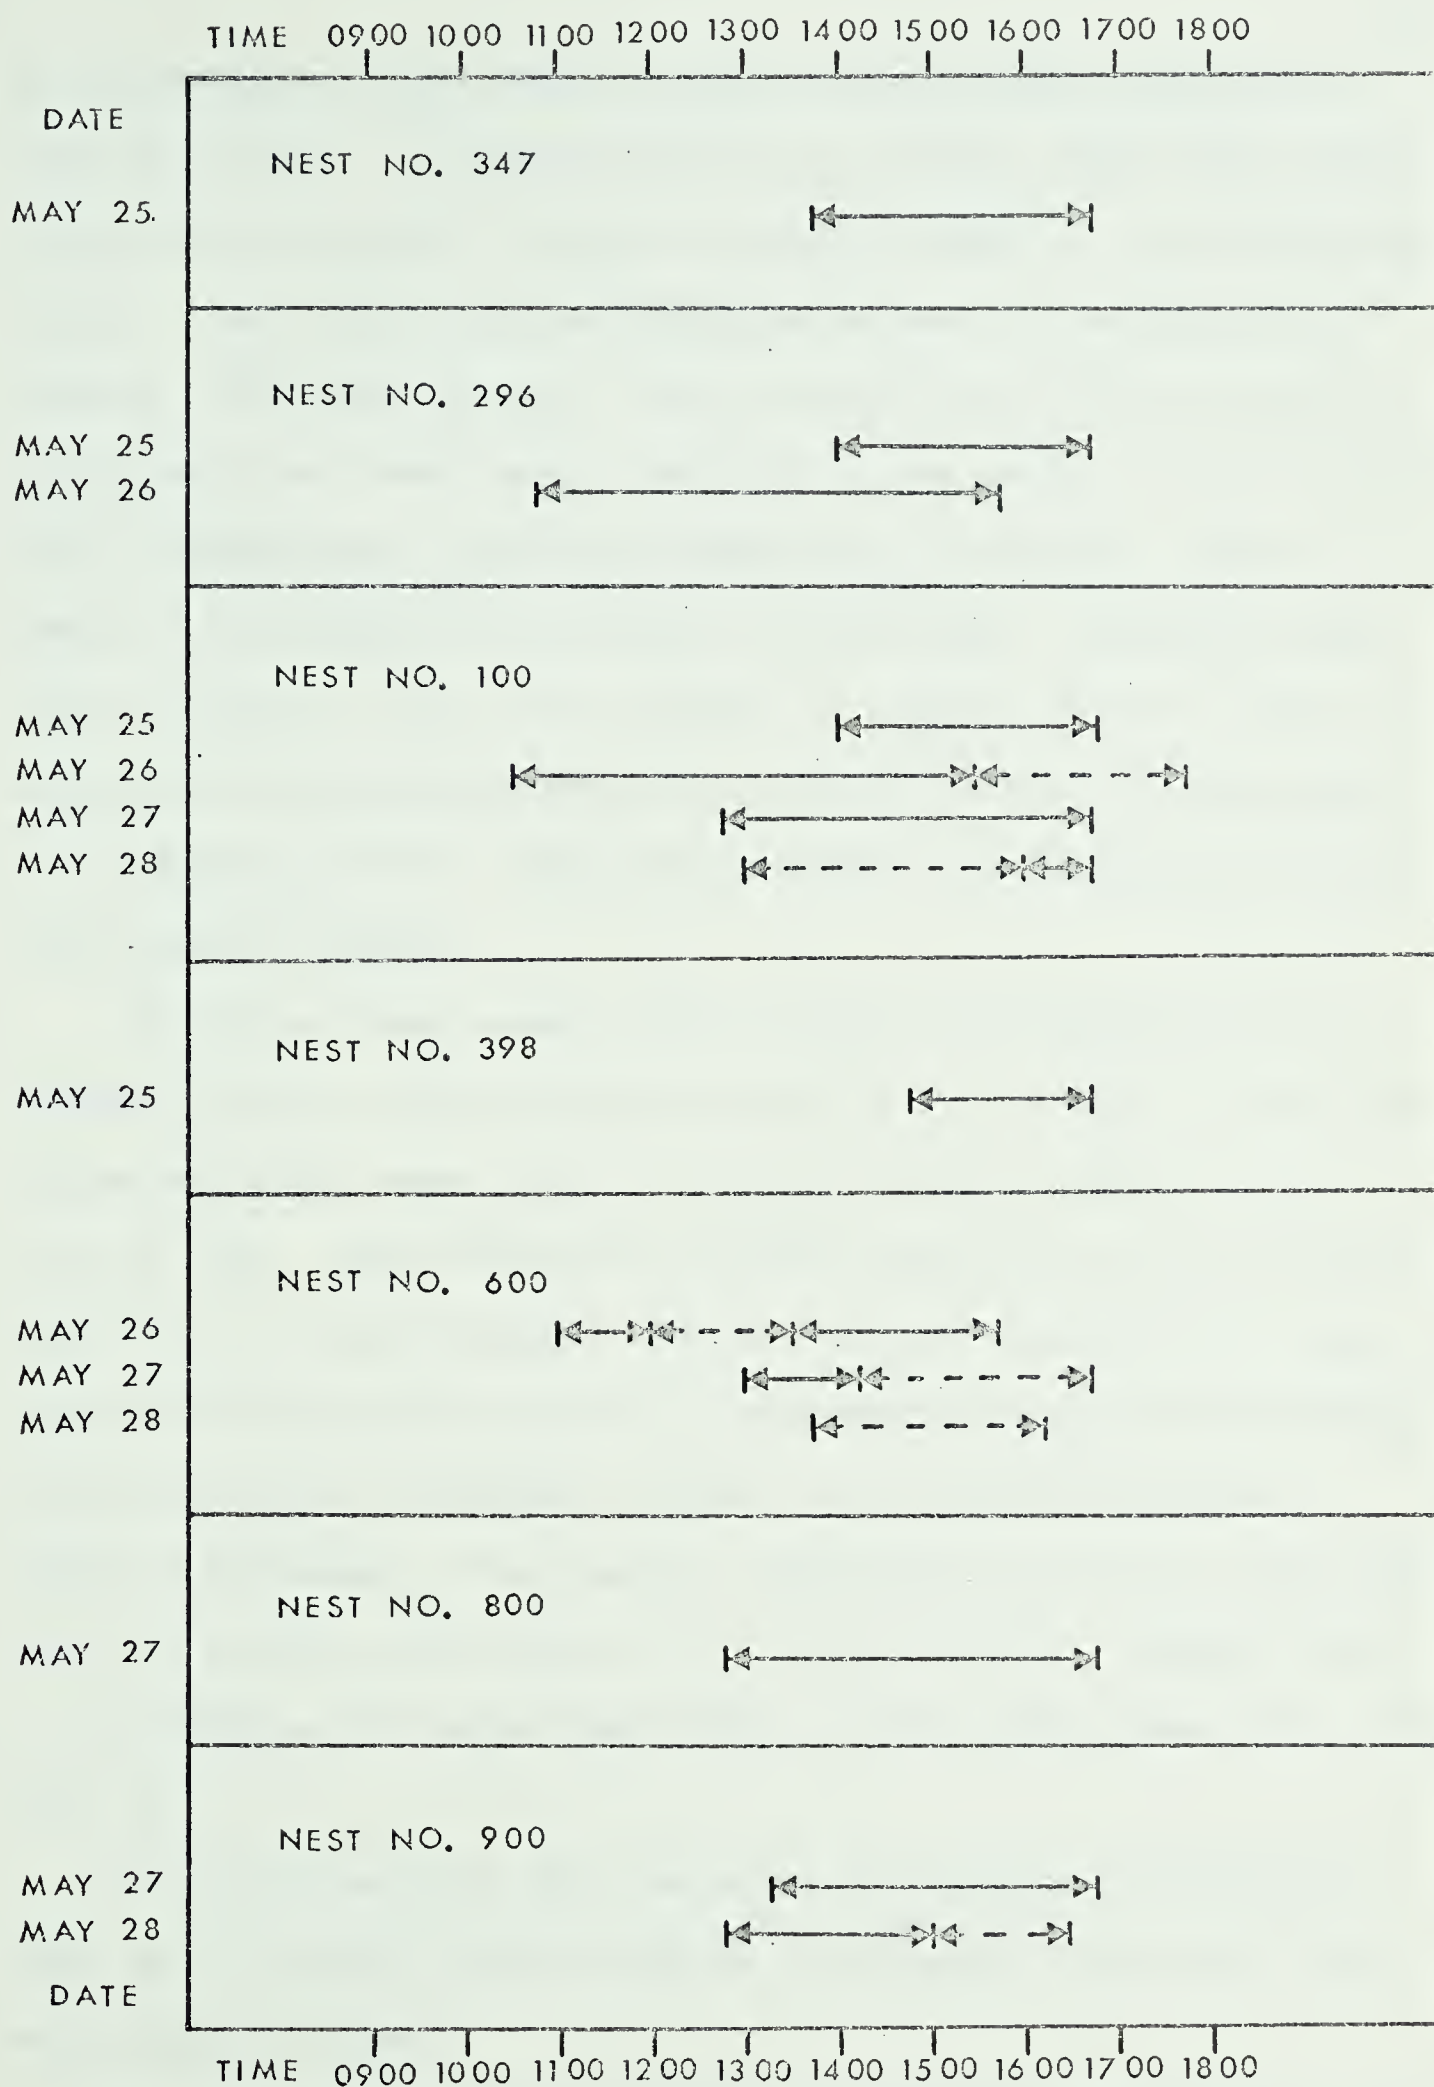 TIME 0900 1000 1100 1200 1300 1400 1500 1600 1700 1800
DATE
NEST NO. 347
MAY 25.
NEST NO. 296
MAY 25
MAY 26
NEST NO. 100
MAY 25
MAY 26
MAY 27
MAY 28
NEST NO. 398
MAY 25
NEST NO. 600
MAY 26
MAY 27
MAY 28
NEST NO. 800
MAY 27
NEST NO. 900
MAY 27
MAY 28
DATE
TIME 0900 1000 1100 1200 1300 1400 1500 1600 1700 1800